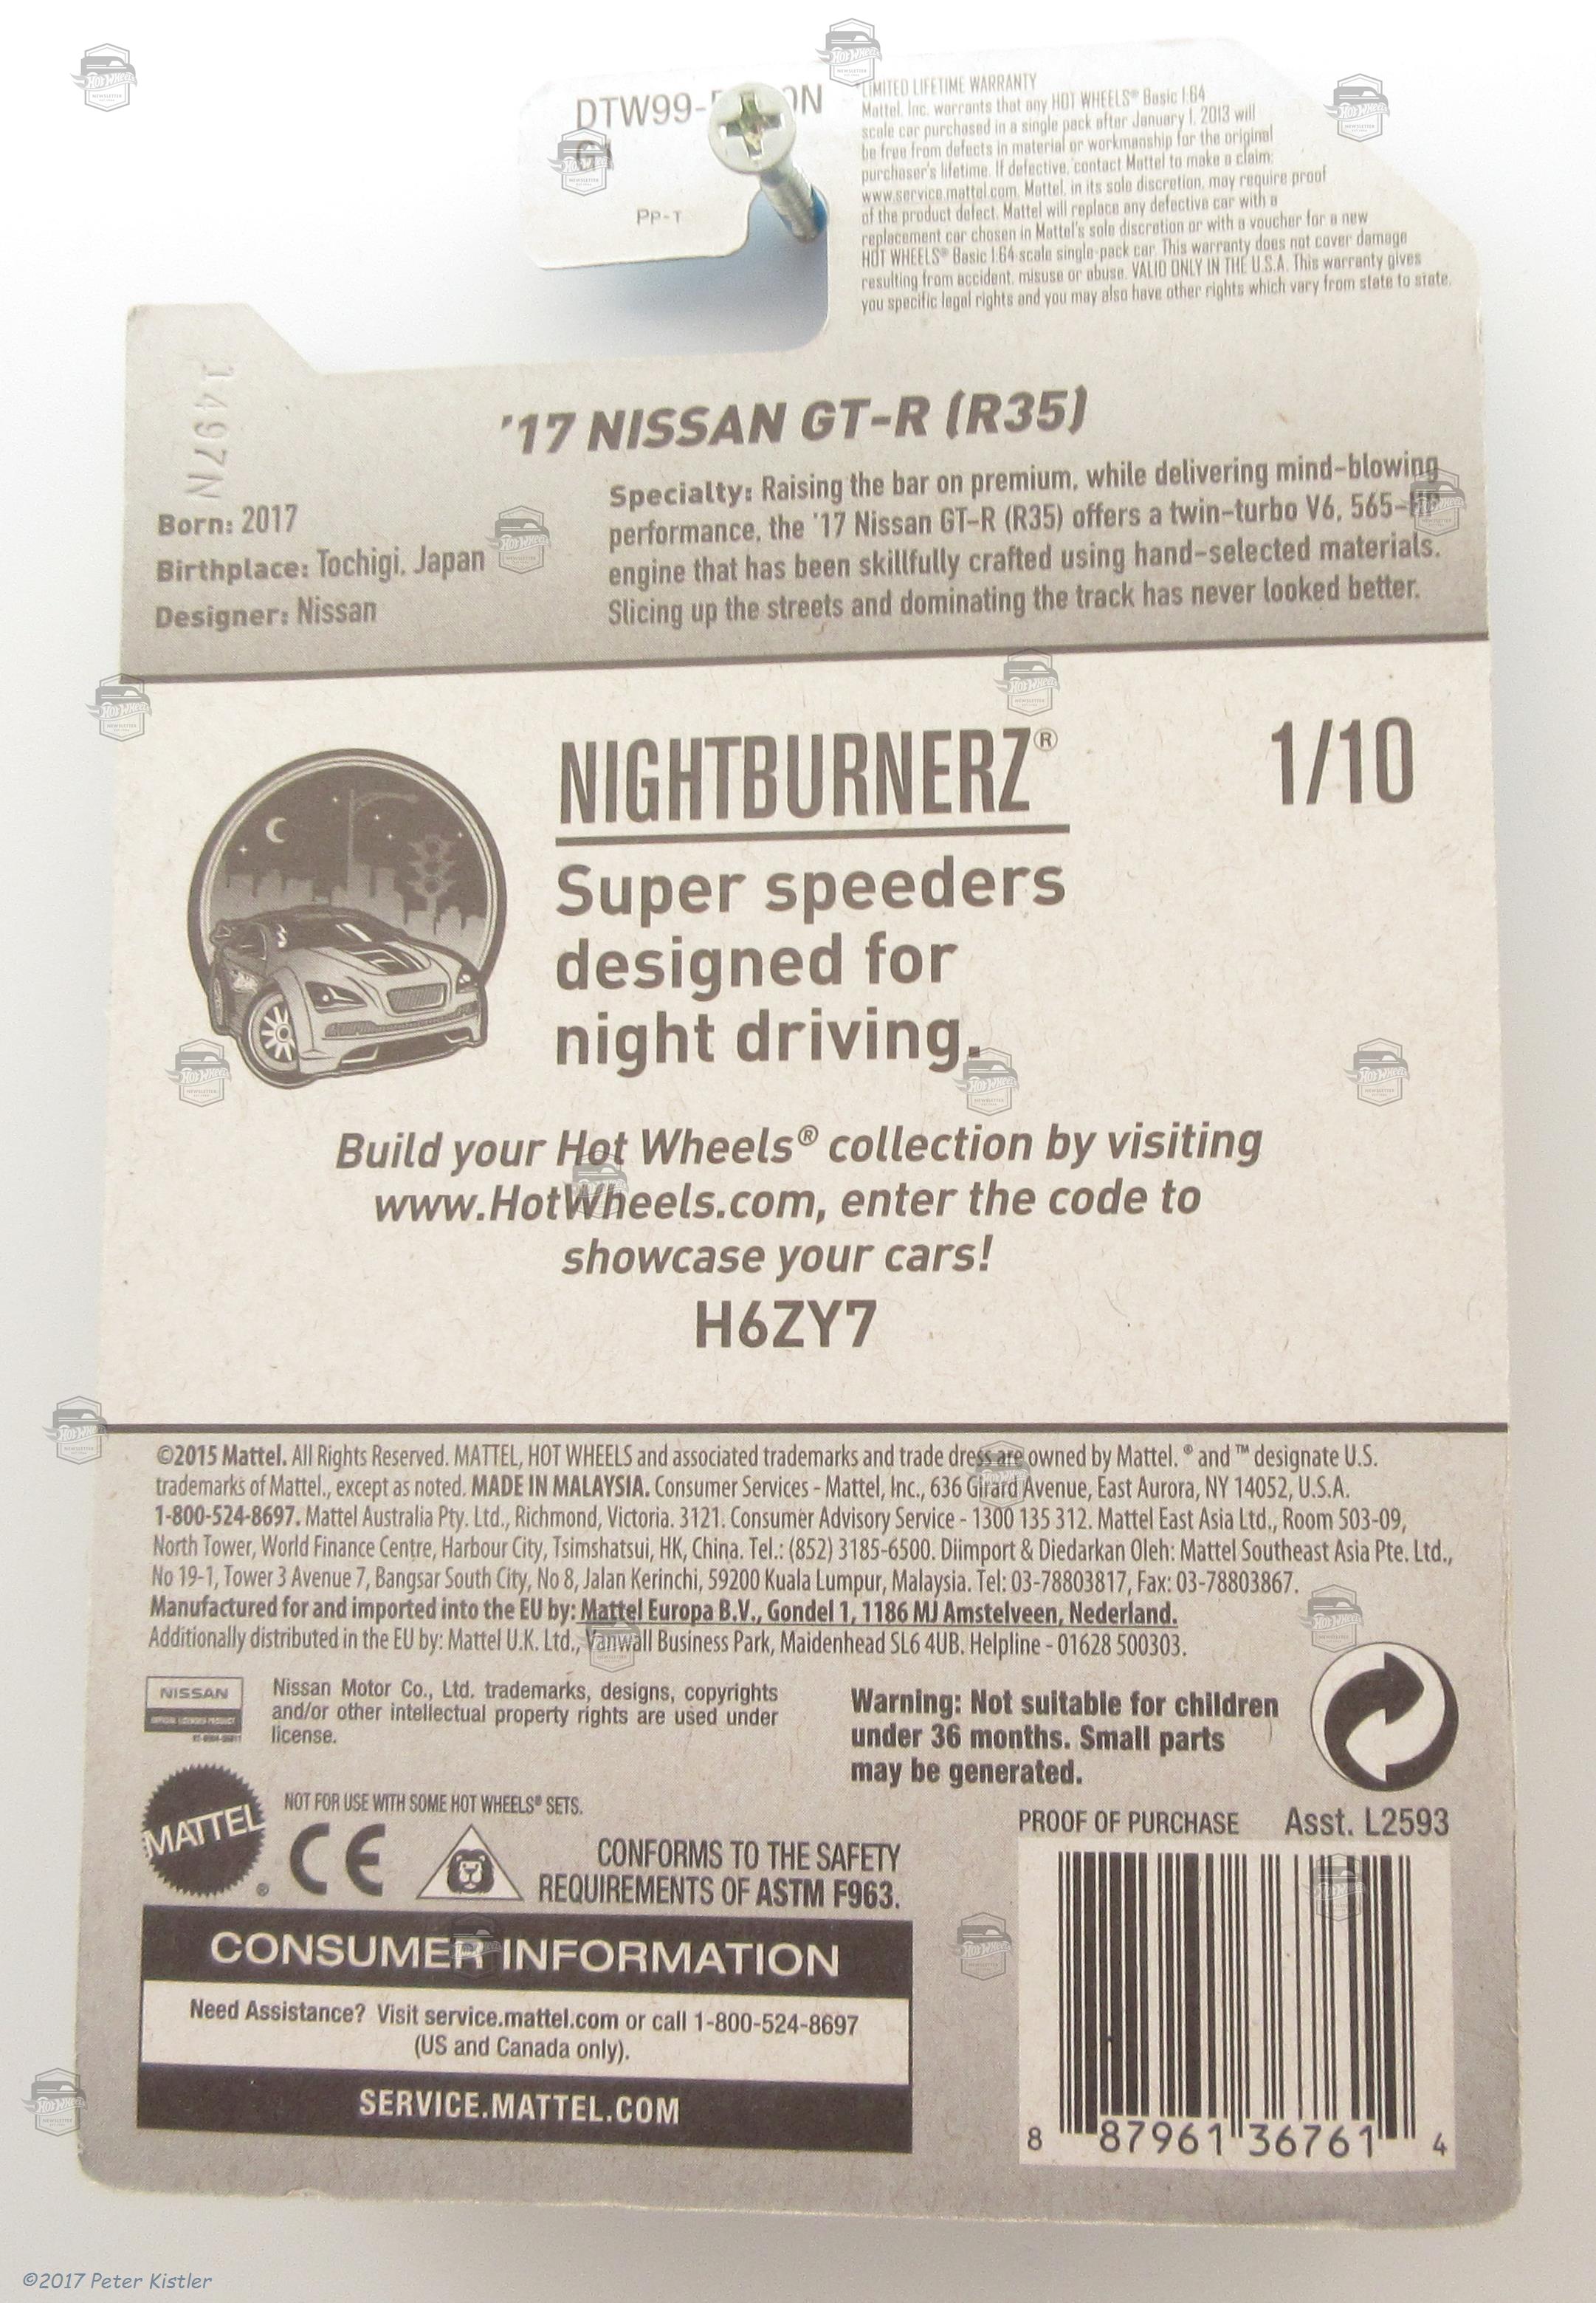 DTW99-
Pp-T
LIMITED LIFETIME WARRANTY
Mattel, Inc. warrants that any HOT WHEELS® Basic 1:64
scale car purchased in a single pack after January 1, 2013 will
be free from defects in material or workmanship for the original
purchaser's lifetime. If defective, contact Mattel to make a claim:
www.service.mattel.com. Mattel, in its sole discretion, may require proof
of the product defect. Mattel will replace any defective car with a
replacement car chosen in Mattel's sole discretion or with a voucher for a new
HOT WHEELS® Basic 1:64-scale single-pack car. This warranty does not cover damage
resulting from accident, misuse or abuse. VALID ONLY IN THE U.S.A. This warranty gives
you specific legal rights and you may also have other rights which vary from state to state.
1497N
'17 NISSAN GT-R (R35)
Born: 2017
Birthplace: Tochigi, Japan
Designer: Nissan
Specialty: Raising the bar on premium, while delivering mind-blowing
performance, the '17 Nissan GT-R (R35) offers a twin-turbo V6, 565-HP
engine that has been skillfully crafted using hand-selected materials.
Slicing up the streets and dominating the track has never looked better.
NIGHTBURNERZ®
1/10
Super speeders
designed for
night driving.
Build your Hot Wheels® collection by visiting
www.HotWheels.com, enter the code to
showcase your cars!
H6ZY7
©2015 Mattel. All Rights Reserved. MATTEL, HOT WHEELS and associated trademarks and trade dress are owned by Mattel. ® and ™ designate U.S.
trademarks of Mattel., except as noted. MADE IN MALAYSIA. Consumer Services - Mattel, Inc., 636 Girard Avenue, East Aurora, NY 14052, U.S.A.
1-800-524-8697. Mattel Australia Pty. Ltd., Richmond, Victoria. 3121. Consumer Advisory Service - 1300 135 312. Mattel East Asia Ltd., Room 503-09,
North Tower, World Finance Centre, Harbour City, Tsimshatsui, HK, China. Tel.: (852) 3185-6500. Diimport & Diedarkan Oleh: Mattel Southeast Asia Pte. Ltd.,
No 19-1, Tower 3 Avenue 7, Bangsar South City, No 8, Jalan Kerinchi, 59200 Kuala Lumpur, Malaysia. Tel: 03-78803817, Fax: 03-78803867.
Manufactured for and imported into the EU by: Mattel Europa B.V., Gondel 1, 1186 MJ Amstelveen, Nederland.
Additionally distributed in the EU by: Mattel U.K. Ltd., Vanwall Business Park, Maidenhead SL6 4UB. Helpline - 01628 500303.
NISSAN
OFFICIAL LICENSED PRODUCT
Nissan Motor Co., Ltd. trademarks, designs, copyrights
and/or other intellectual property rights are used under
license.
Warning: Not suitable for children
under 36 months. Small parts
may be generated.
MATTEL®
NOT FOR USE WITH SOME HOT WHEELS® SETS.
CE
CONFORMS TO THE SAFETY
REQUIREMENTS OF ASTM F963.
PROOF OF PURCHASE Asst. L2593
CONSUMER INFORMATION
Need Assistance? Visit service.mattel.com or call 1-800-524-8697
(US and Canada only).
SERVICE.MATTEL.COM
8 87961 36761 4
©2017 Peter Kistler